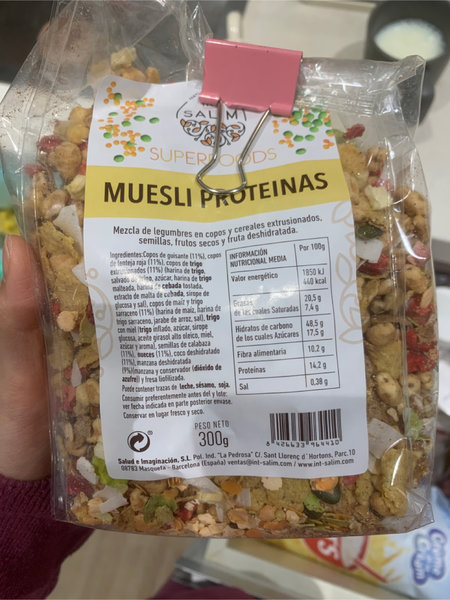 SALIM
SUPERFOODS
MUESLI PROTEINAS
Mezcla de legumbres en copos y cereales extrusionados,
semillas, frutos secos y fruta deshidratada.
Ingredientes:Copos de guisante (11%), copos de
lenteja roja (11%), copos de trigo
extrusionados (11%) (harina de trigo,
salvado de trigo, azúcar, harina de trigo
malteada, harina de cebada tostada,
extracto de malta de cebada, sirope de
glucosa y sal), copos de maíz y trigo
sarraceno (11%) (harina de maíz, harina de
trigo sarraceno, jarabe de arroz, sal), trigo
con miel (trigo inflado, azúcar, sirope de
glucosa, aceite girasol alto oleico, miel,
azúcar y aroma), semillas de calabaza
(11%), nueces (11%), coco deshidratado
(11%), manzana deshidratada
(9%)(manzana y conservador (dióxido de
azufre)) y fresa liofilizada.
Puede contener trazas de leche, sésamo, soja.
Consumir preferentemente antes del y lote:
ver fecha indicada en parte posterior envase.
Conservar en lugar fresco y seco.
INFORMACIÓN
NUTRICIONAL MEDIA
Por 100g
Valor energético
1850 kJ
440 kcal
Grasas
20,5 g
de las cuales Saturadas
7,4 g
Hidratos de carbono
48,5 g
de los cuales Azúcares
17,5 g
Fibra alimentaria
10,2 g
Proteínas
14,2 g
Sal
0,38 g
PESO NETO
300g
8 426633 964410
Salud e Imaginación, S.L. Pol. Ind. "La Pedrosa" C/. Sant Llorenç d'Hortons, Parc.10
08783 Masquefa - Barcelona (España) ventas@int-salim.com / www.int-salim.com